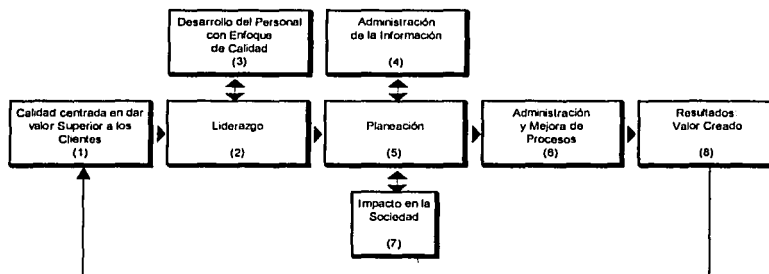 Desarrollo del Personal
con Enfoque
de Calidad
(3)
Administración
de la Información
(4)
Calidad centrada en dar
valor Superior a los
Clientes
(1)
Liderazgo
(2)
Planeación
(5)
Administración
y Mejora de
Procesos
(6)
Resultados
Valor Creado
(8)
Impacto en la
Sociedad
(7)